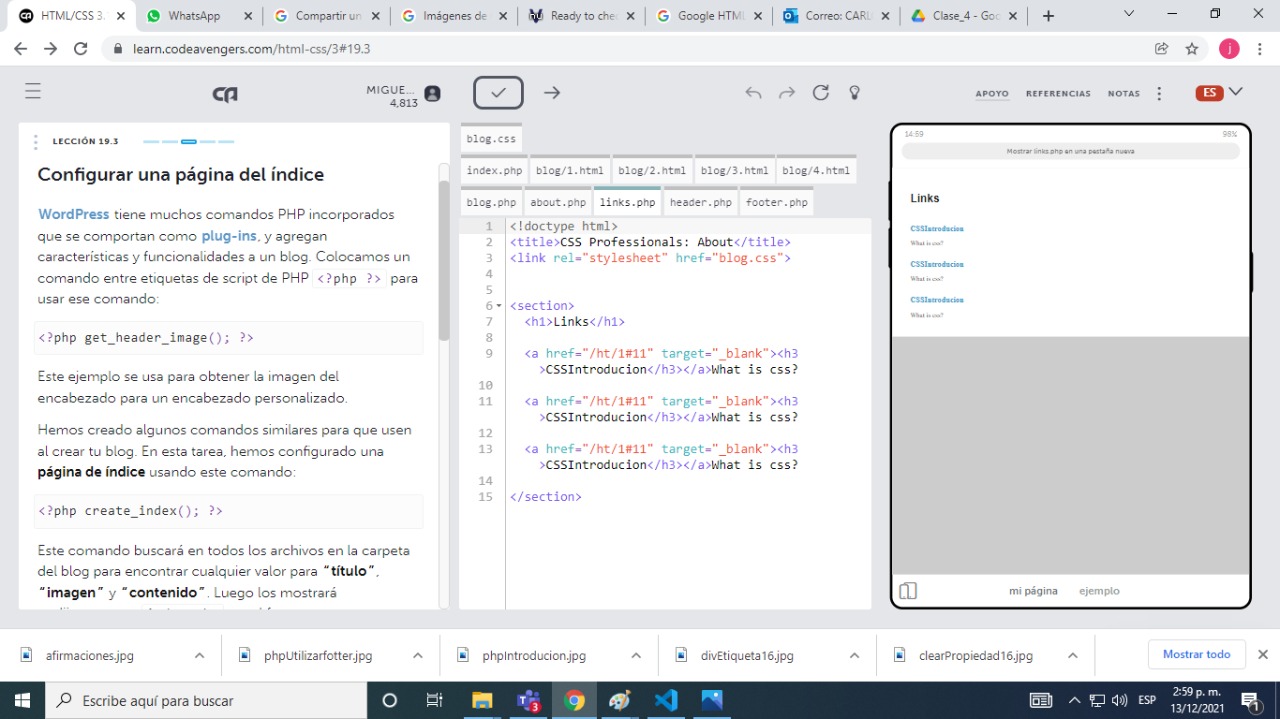 HTML/CSS 3.
WhatsApp
Compartir un
Imágenes de
Ready to che
Google HTML
Correo: CARL
Clase_4 - Goo
learn.codeavengers.com/html-css/3#19.3
j
MIGUE...
4,813
APOYO
REFERENCIAS
NOTAS
ES
LECCIÓN 19.3
Configurar una página del índice
WordPress tiene muchos comandos PHP incorporados
que se comportan como plug-ins, y agregan
características y funcionalidades a un blog. Colocamos un
comando entre etiquetas descript de PHP <?php ?> para
usar ese comando:
<?php get_header_image(); ?>
Este ejemplo se usa para obtener la imagen del
encabezado para un encabezado personalizado.
Hemos creado algunos comandos similares para que usen
al crear tu blog. En esta tarea, hemos configurado una
página de índice usando este comando:
<?php create_index(); ?>
Este comando buscará en todos los archivos en la carpeta
del blog para encontrar cualquier valor para “título”,
“imagen” y “contenido”. Luego los mostrará
blog.css
index.php blog/1.html blog/2.html blog/3.html blog/4.html
blog.php about.php links.php header.php footer.php
1 <!doctype html>
2 <title>CSS Professionals: About</title>
3 <link rel="stylesheet" href="blog.css">
4
5
6 <section>
7 <h1>Links</h1>
8
9 <a href="/ht/1#11" target="_blank"><h3
>CSSIntroducion</h3></a>What is css?
10
11 <a href="/ht/1#11" target="_blank"><h3
>CSSIntroducion</h3></a>What is css?
12
13 <a href="/ht/1#11" target="_blank"><h3
>CSSIntroducion</h3></a>What is css?
14
15 </section>
14:59
98%
Mostrar links.php en una pestaña nueva
Links
CSSIntroducion
What is css?
CSSIntroducion
What is css?
CSSIntroducion
What is css?
mi página
ejemplo
afirmaciones.jpg
phpUtilizarfotter.jpg
phpIntroducion.jpg
divEtiqueta16.jpg
clearPropiedad16.jpg
Mostrar todo
Escribe aquí para buscar
3
ESP
2:59 p. m.
13/12/2021
1